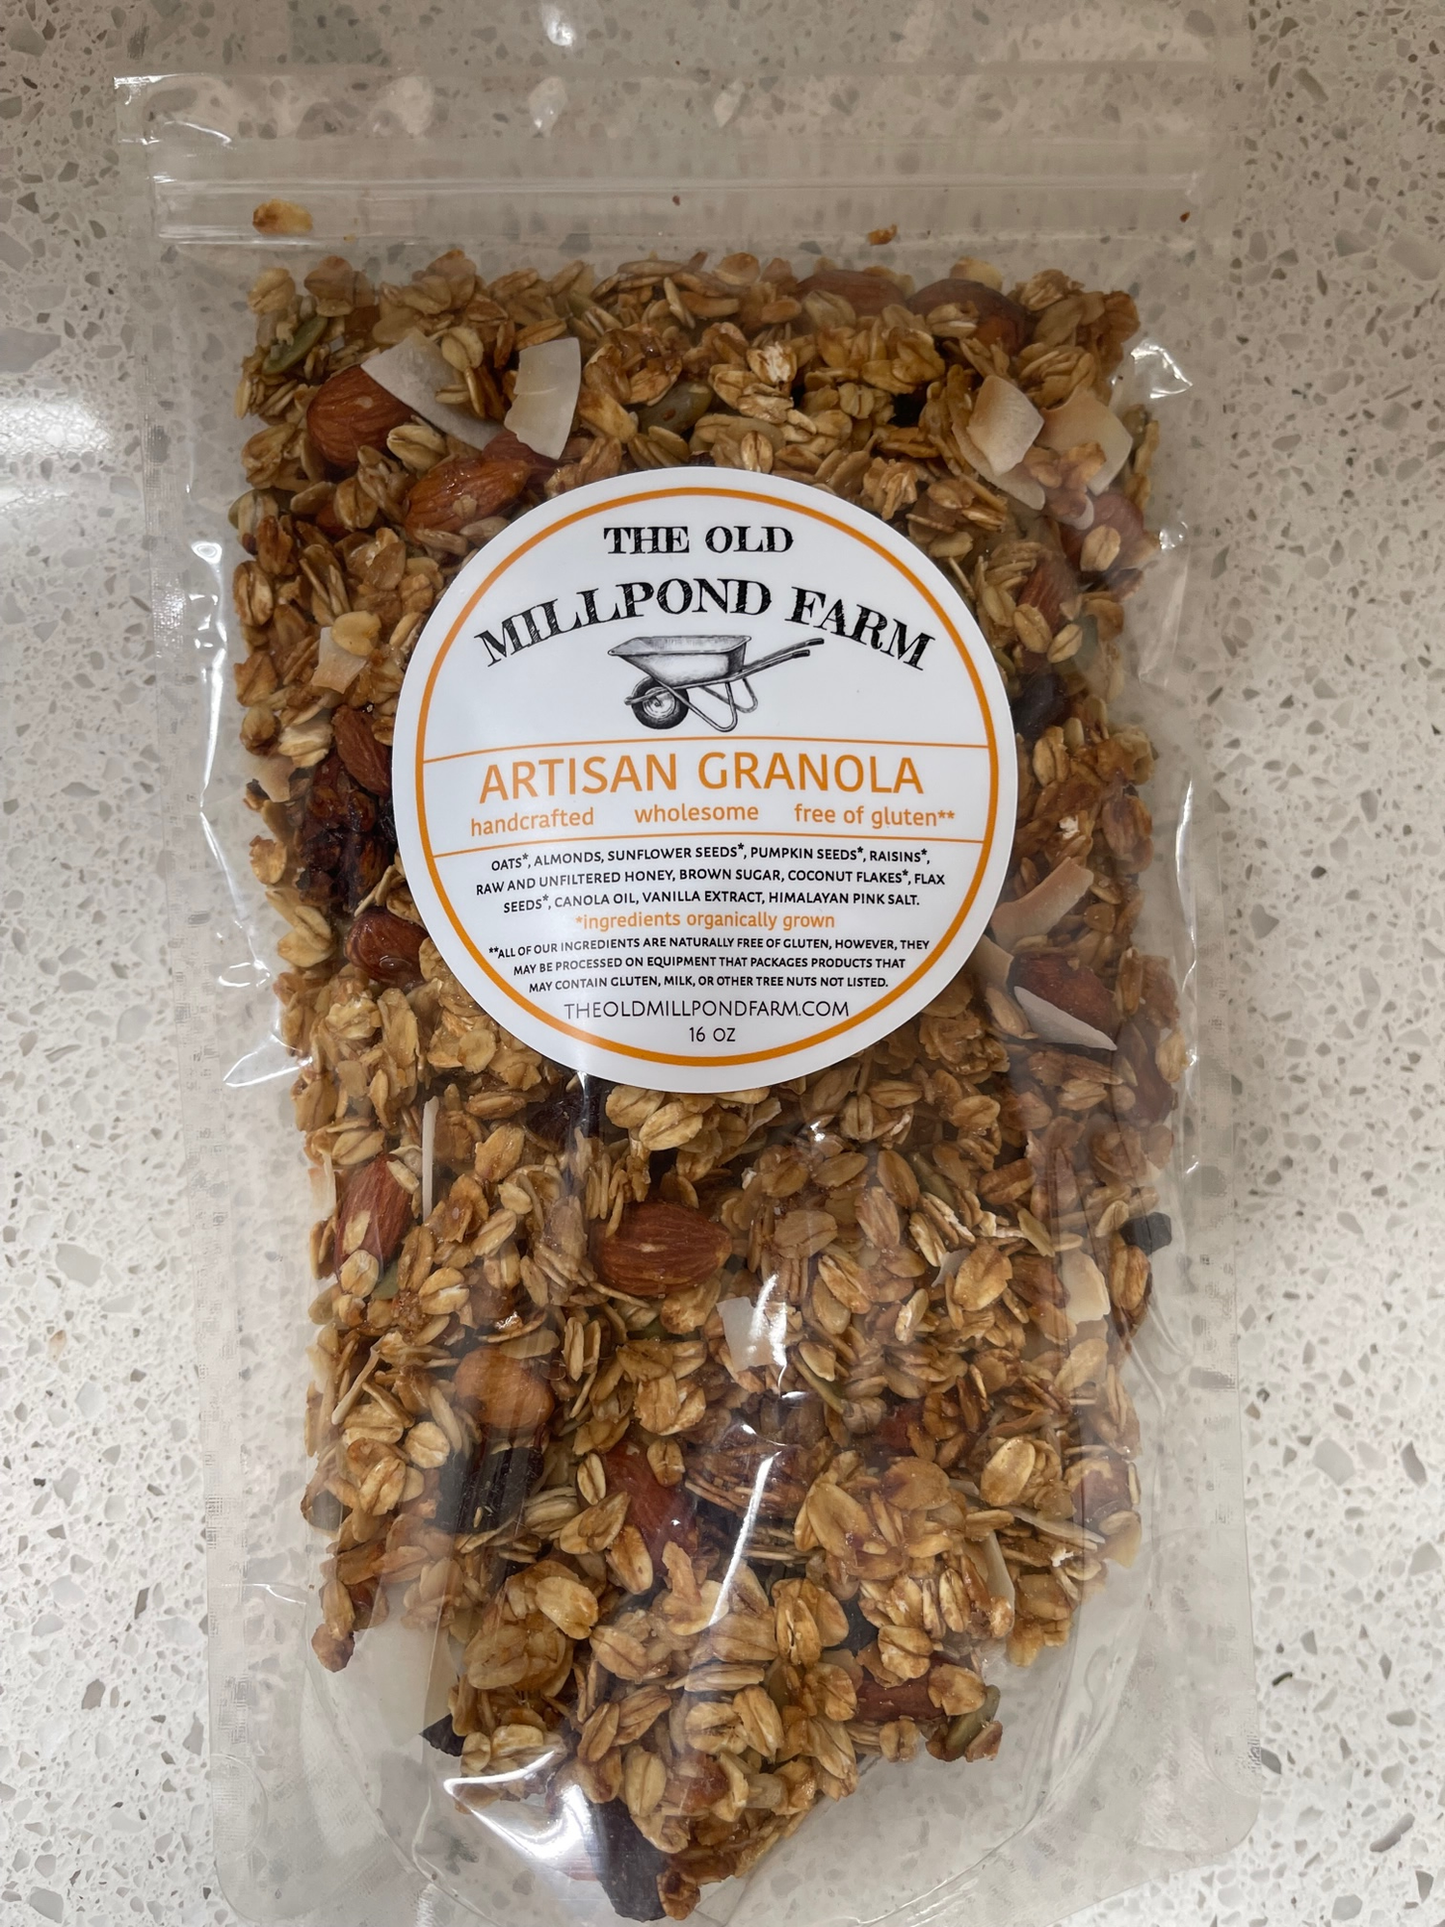 THE OLD
MILLPOND FARM
ARTISAN GRANOLA
handcrafted wholesome free of gluten**
OATS*, ALMONDS, SUNFLOWER SEEDS*, PUMPKIN SEEDS*, RAISINS*,
RAW AND UNFILTERED HONEY, BROWN SUGAR, COCONUT FLAKES*, FLAX
SEEDS*, CANOLA OIL, VANILLA EXTRACT, HIMALAYAN PINK SALT.
*ingredients organically grown
**ALL OF OUR INGREDIENTS ARE NATURALLY FREE OF GLUTEN, HOWEVER, THEY
MAY BE PROCESSED ON EQUIPMENT THAT PACKAGES PRODUCTS THAT
MAY CONTAIN GLUTEN, MILK, OR OTHER TREE NUTS NOT LISTED.
THEOLDMILLPONDFARM.COM
16 OZ